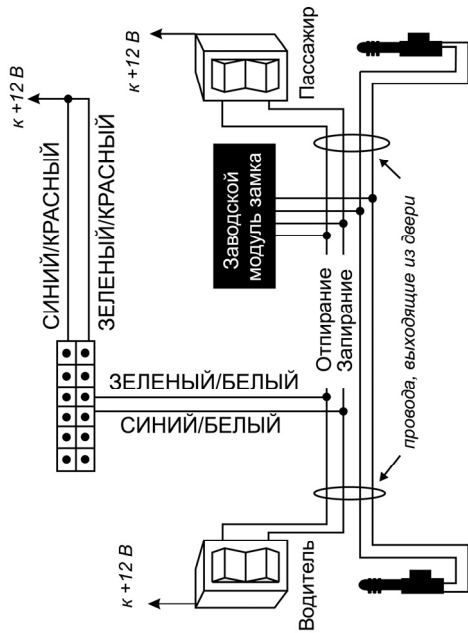 к +12 В
СИНИЙ/КРАСНЫЙ
ЗЕЛЕНЫЙ/КРАСНЫЙ
к +12 В
Пассажир
Заводской
модуль замка
ЗЕЛЕНЫЙ/БЕЛЫЙ
СИНИЙ/БЕЛЫЙ
Отпирание
Запирание
провода, выходящие из двери
к +12 В
Водитель